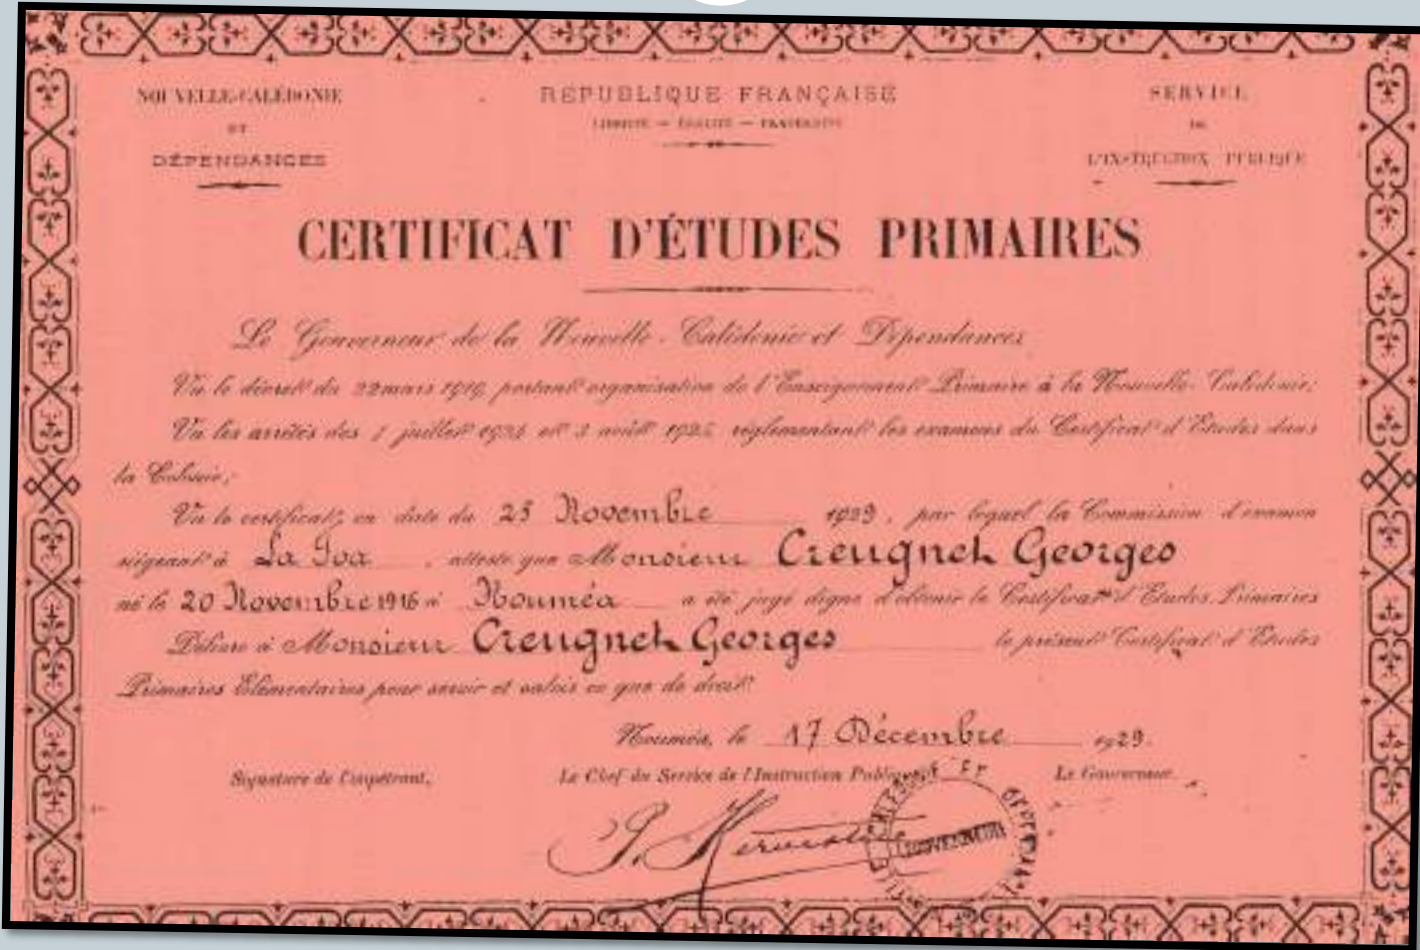 NOUVELLE-CALÉDONIE
ET
DÉPENDANCES
RÉPUBLIQUE FRANÇAISE
LIBERTÉ — ÉGALITÉ — FRATERNITÉ
SERVICE
DE
L'INSTRUCTION PUBLIQUE
CERTIFICAT D'ÉTUDES PRIMAIRES
Le Gouverneur de la Nouvelle-Calédonie et Dépendances
Vu le décret du 22 mars 1919, portant organisation de l'Enseignement Primaire à la Nouvelle-Calédonie;
Vu les arrêtés des juillet et 3 août réglementant les examens du Certificat d'Etudes dans
la Colonie;
Vu le certificat, en date du 25 Novembre 1929, par lequel la Commission d'examen
siégeant à La Foa, atteste que Monsieur Creugnet Georges
né le 20 Novembre 1916 à Nouméa a été jugé digne d'obtenir le Certificat d'Etudes Primaires
Délivre à Monsieur Creugnet Georges le présent Certificat d'Etudes
Primaires Elémentaires pour servir et valoir ce que de droit.
Nouméa, le 17 Décembre 1929.
Signature de l'impétrant, Le Chef du Service de l'Instruction Publique Le Gouverneur
GOUVERNEUR